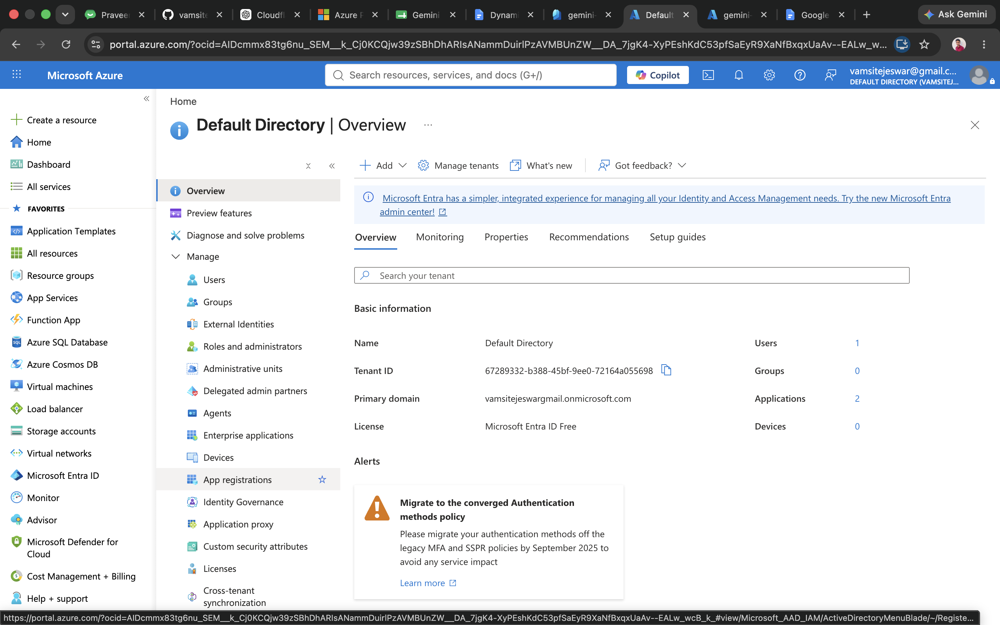 Praveen
vamsite
Cloudfl
Azure P
Gemini
Dynami
gemini-
Default
gemini-
Google
Ask Gemini
portal.azure.com/?ocid=AIDcmmx83tg6nu_SEM__k_Cj0KCQjw39zSBhDhARIsANammDuirlPzAVMBUnZW__DA_7jgK4-XyPEshKdC53pfSaEyR9XaNfBxqxUaAv--EALw_w...
Microsoft Azure
Search resources, services, and docs (G+/)
Copilot
vamsitejeswar@gmail.c...
DEFAULT DIRECTORY (VAMSITEJ...
Create a resource
Home
Dashboard
All services
FAVORITES
Application Templates
All resources
Resource groups
App Services
Function App
Azure SQL Database
Azure Cosmos DB
Virtual machines
Load balancer
Storage accounts
Virtual networks
Microsoft Entra ID
Monitor
Advisor
Microsoft Defender for
Cloud
Cost Management + Billing
Help + support
Home
Default Directory | Overview
...
Overview
Preview features
Diagnose and solve problems
Manage
Users
Groups
External Identities
Roles and administrators
Administrative units
Delegated admin partners
Agents
Enterprise applications
Devices
App registrations
Identity Governance
Application proxy
Custom security attributes
Licenses
Cross-tenant
synchronization
Add
Manage tenants
What's new
Got feedback?
Microsoft Entra has a simpler, integrated experience for managing all your Identity and Access Management needs. Try the new Microsoft Entra
admin center!
Overview
Monitoring
Properties
Recommendations
Setup guides
Search your tenant
Basic information
Name
Default Directory
Users
1
Tenant ID
67289332-b388-45bf-9ee0-72164a055698
Groups
0
Primary domain
vamsitejeswargmail.onmicrosoft.com
Applications
2
License
Microsoft Entra ID Free
Devices
0
Alerts
Migrate to the converged Authentication
methods policy
Please migrate your authentication methods off the
legacy MFA and SSPR policies by September 2025 to
avoid any service impact
Learn more
https://portal.azure.com/?ocid=AIDcmmx83tg6nu_SEM__k_Cj0KCQjw39zSBhDhARIsANammDuirlPzAVMBUnZW__DA_7jgK4-XyPEshKdC53pfSaEyR9XaNfBxqxUaAv--EALw_wcB_k_#view/Microsoft_AAD_IAM/ActiveDirectoryMenuBlade/~/Registe...